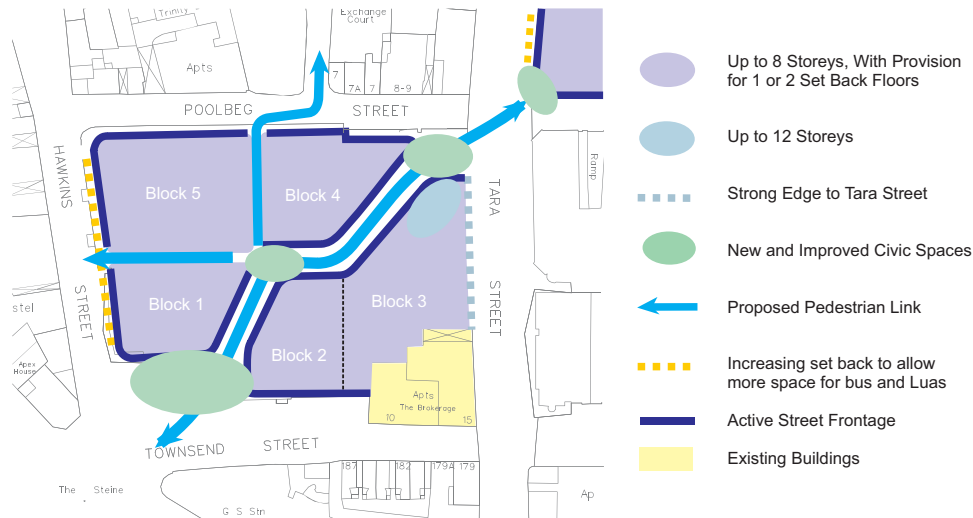 Trinity
Exchange
Court
Apts
7
7A 7 8-9
POOLBEG STREET
HAWKINS
STREET
Block 5
Block 4
TARA
STREET
Ramp
Block 1
Block 3
Block 2
stel
Apex
House
Apts
The Brokerage
10
15
TOWNSEND STREET
187
182
179A 179
The Steine
G S Stn
Ap
Up to 8 Storeys, With Provision
for 1 or 2 Set Back Floors
Up to 12 Storeys
Strong Edge to Tara Street
New and Improved Civic Spaces
Proposed Pedestrian Link
Increasing set back to allow
more space for bus and Luas
Active Street Frontage
Existing Buildings